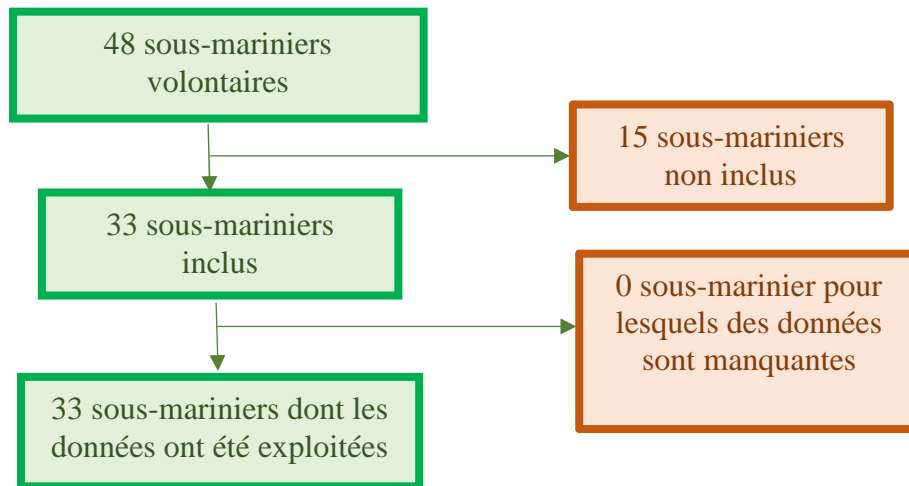 48 sous-mariniers
volontaires
15 sous-mariniers
non inclus
33 sous-mariniers
inclus
0 sous-marinier pour
lesquels des données
sont manquantes
33 sous-mariniers dont les
données ont été exploitées